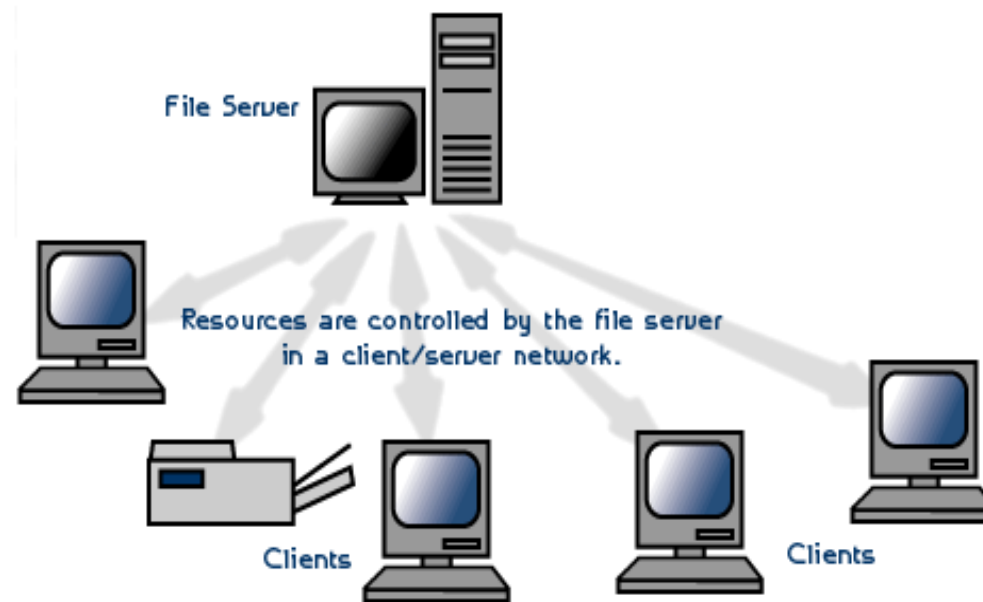 File Server
Resources are controlled by the file server
in a client/server network.
Clients
Clients